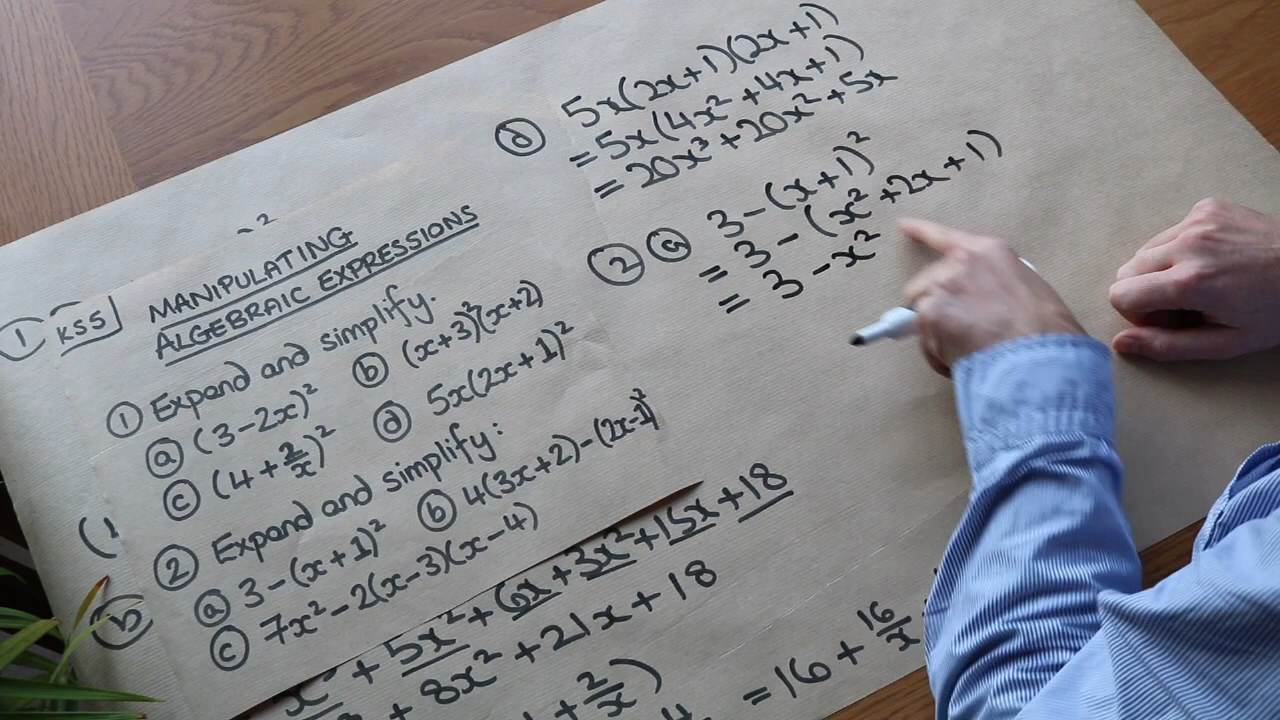 ① KS5 MANIPULATING
ALGEBRAIC EXPRESSIONS
① Expand and simplify.
ⓐ (3-2x)² ⓑ (x+3)²(x+2)
ⓒ (4+2/x)² ⓓ 5x(2x+1)²
② Expand and simplify:
ⓐ 3-(x+1)² ⓑ 4(3x+2)-(2x-1)²
ⓒ 7x²-2(x-3)(x-4)
ⓓ 5x(2x+1)(2x+1)
= 5x(4x²+4x+1)
= 20x³+20x²+5x
② ⓐ 3-(x+1)²
= 3-(x²+2x+1)
= 3-x²
ⓑ
+5x²+6x+3x²+15x+18
+8x²+21x+18
+2/x)
=16+16/x